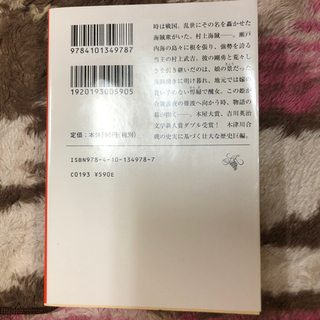 9784101349787
1920193005905
定価：本体590円（税別）
ISBN978-4-10-134978-7
C0193 ¥590E
時は戦国。乱世にその名を轟かせた
海賊衆がいた。村上海賊――。瀬戸
内海の島々に根を張り、強勢を誇る
当主の村上武吉。彼の剛勇と荒々し
さを引き継いだのは、娘の景だった。
海賊働きに明け暮れ、地元では嫁の
貰い手のない悍婦で醜女。この姫が
合戦前夜の難波へ向かう時、物語の
幕が開く――。本屋大賞、吉川英治
文学新人賞ダブル受賞！ 木津川合
戦の史実に基づく壮大な歴史巨編。